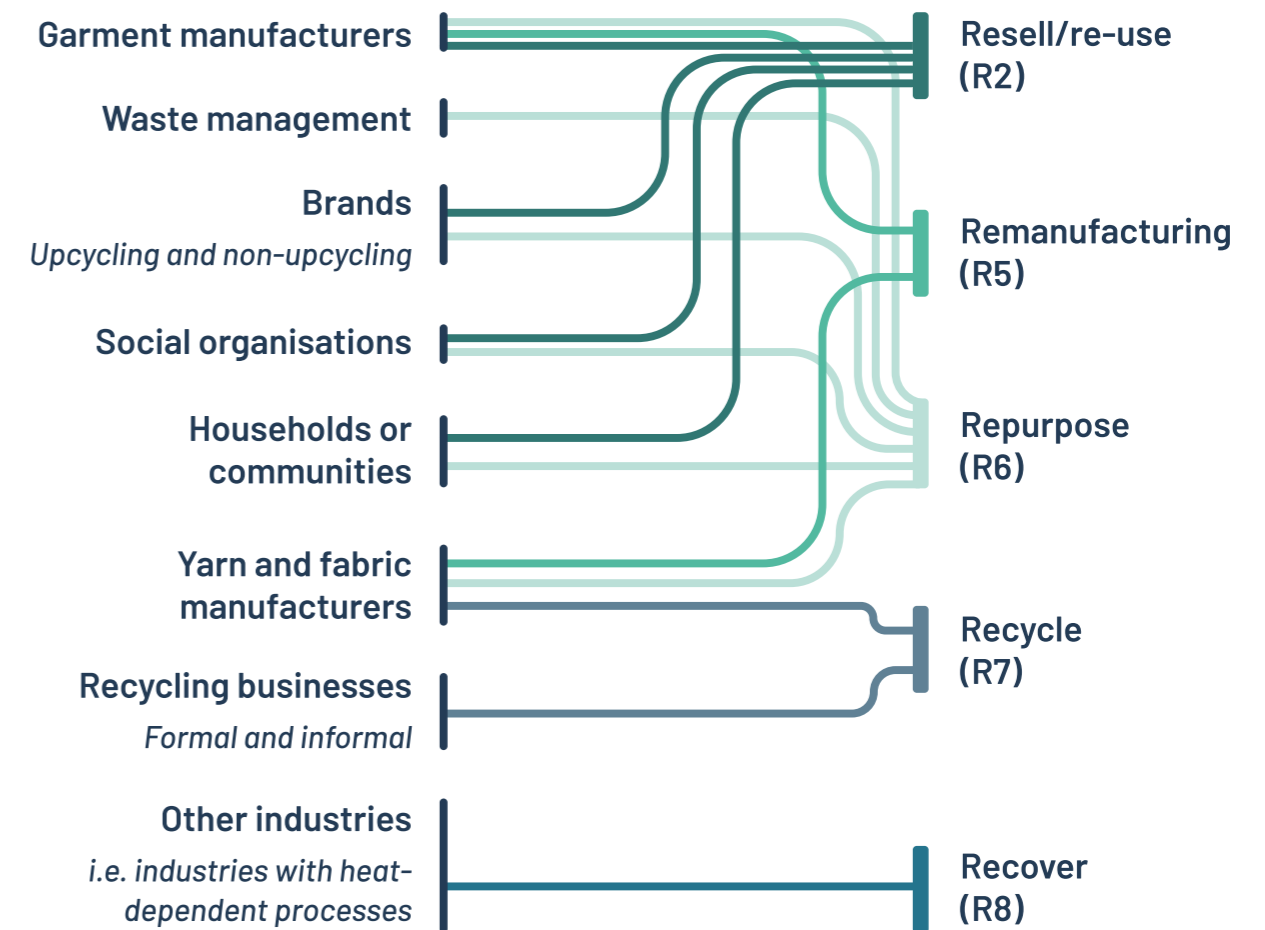 Garment manufacturers
Waste management
Brands
Upcycling and non-upcycling
Social organisations
Households or
communities
Yarn and fabric
manufacturers
Recycling businesses
Formal and informal
Other industries
i.e. industries with heat-
dependent processes
Resell/re-use
(R2)
Remanufacturing
(R5)
Repurpose
(R6)
Recycle
(R7)
Recover
(R8)